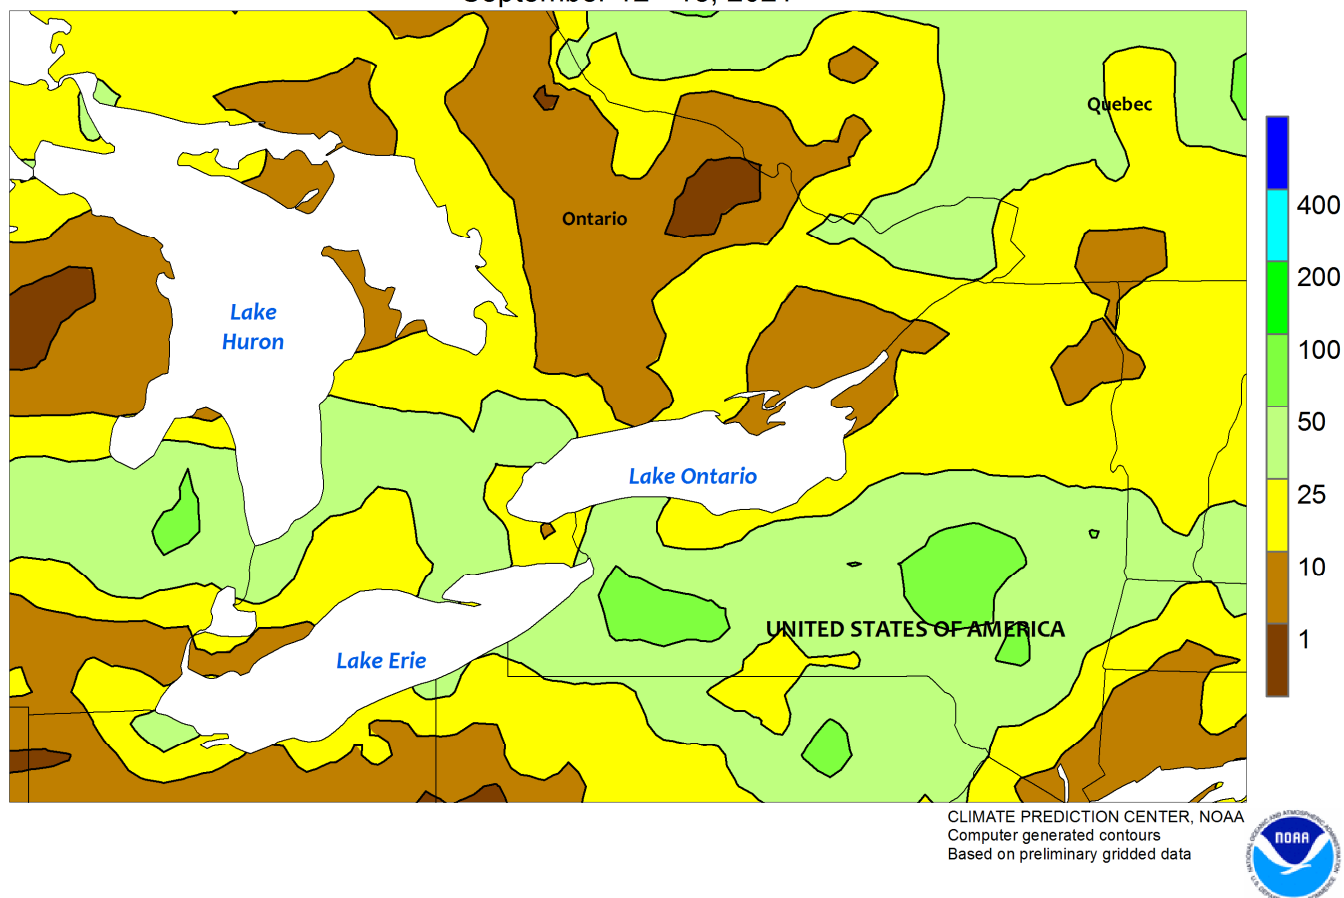 Quebec
Ontario
Lake
Huron
Lake Ontario
UNITED STATES OF AMERICA
Lake Erie
400
200
100
50
25
10
1
CLIMATE PREDICTION CENTER, NOAA
Computer generated contours
Based on preliminary gridded data
NOAA